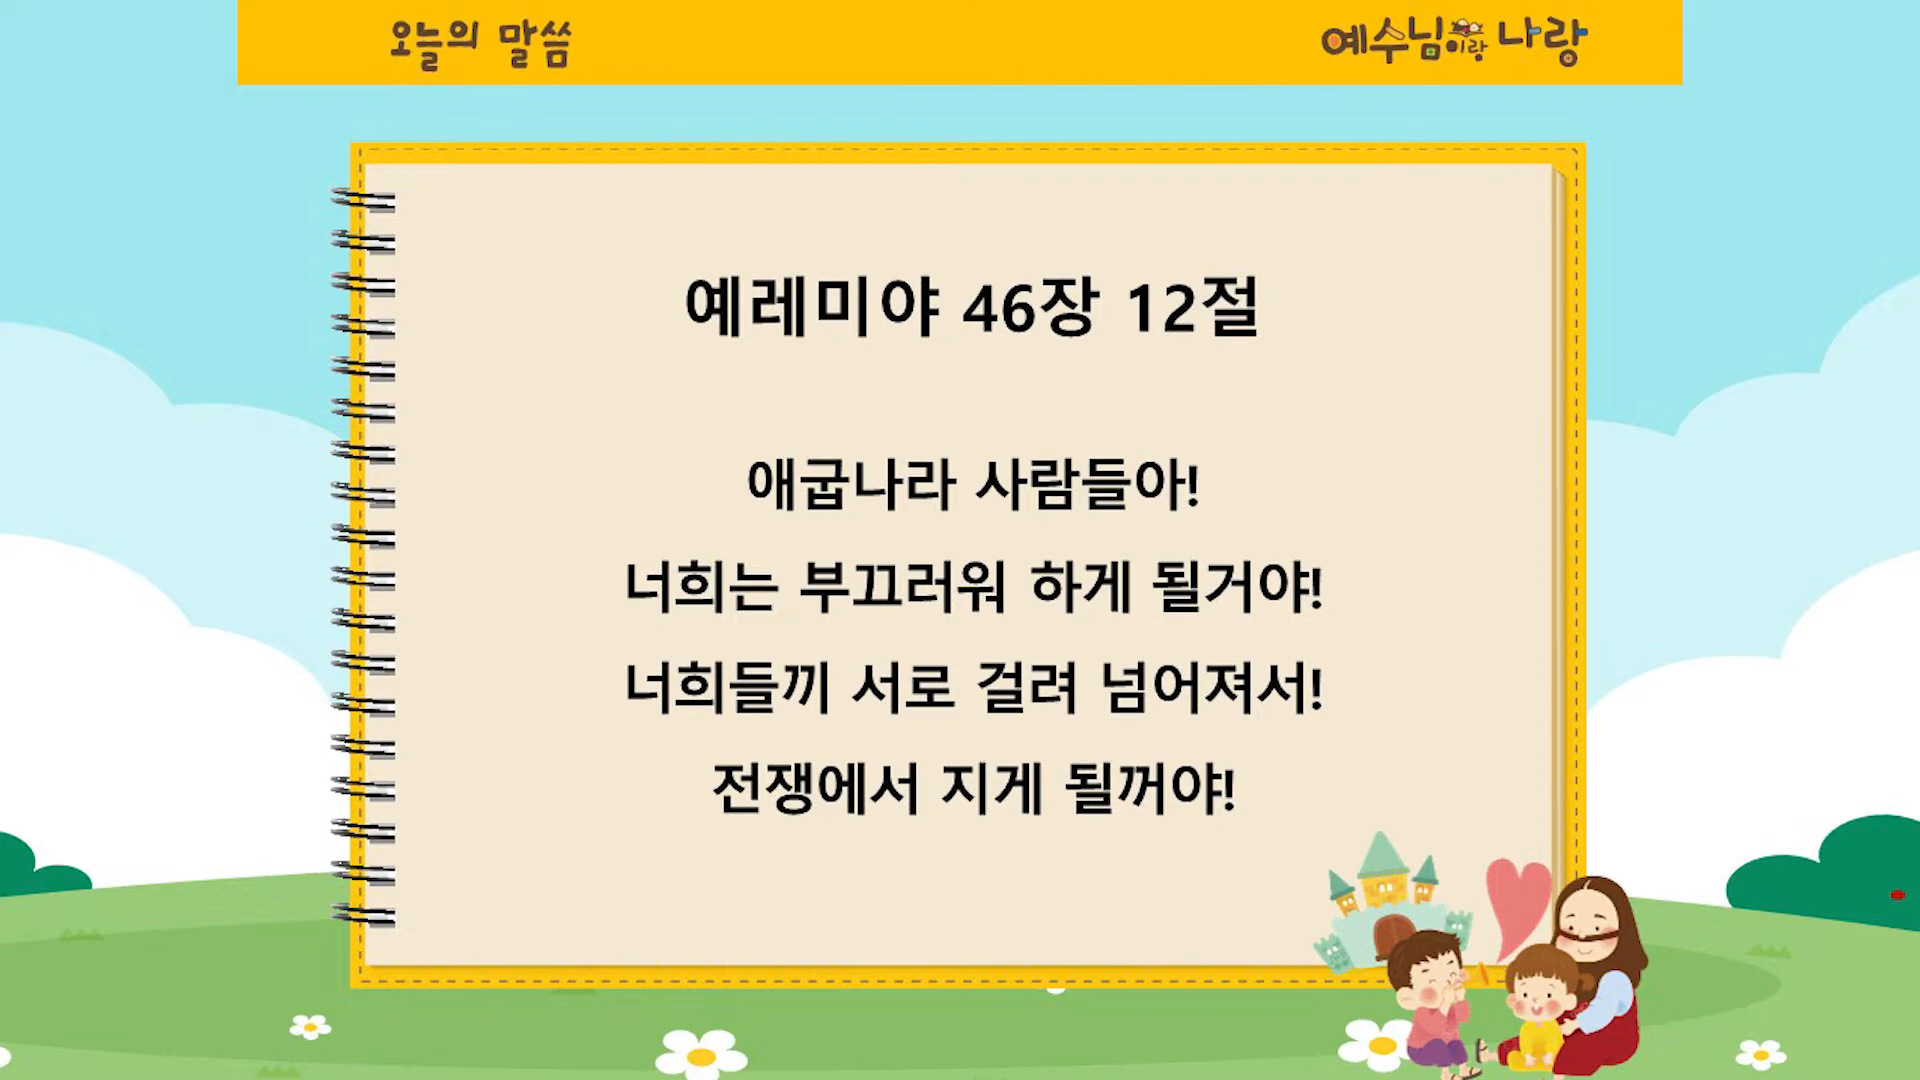 오늘의 말씀
예수님이랑 나랑
예레미야 46장 12절
애굽나라 사람들아!
너희는 부끄러워 하게 될거야!
너희들끼 서로 걸려 넘어져서!
전쟁에서 지게 될꺼야!